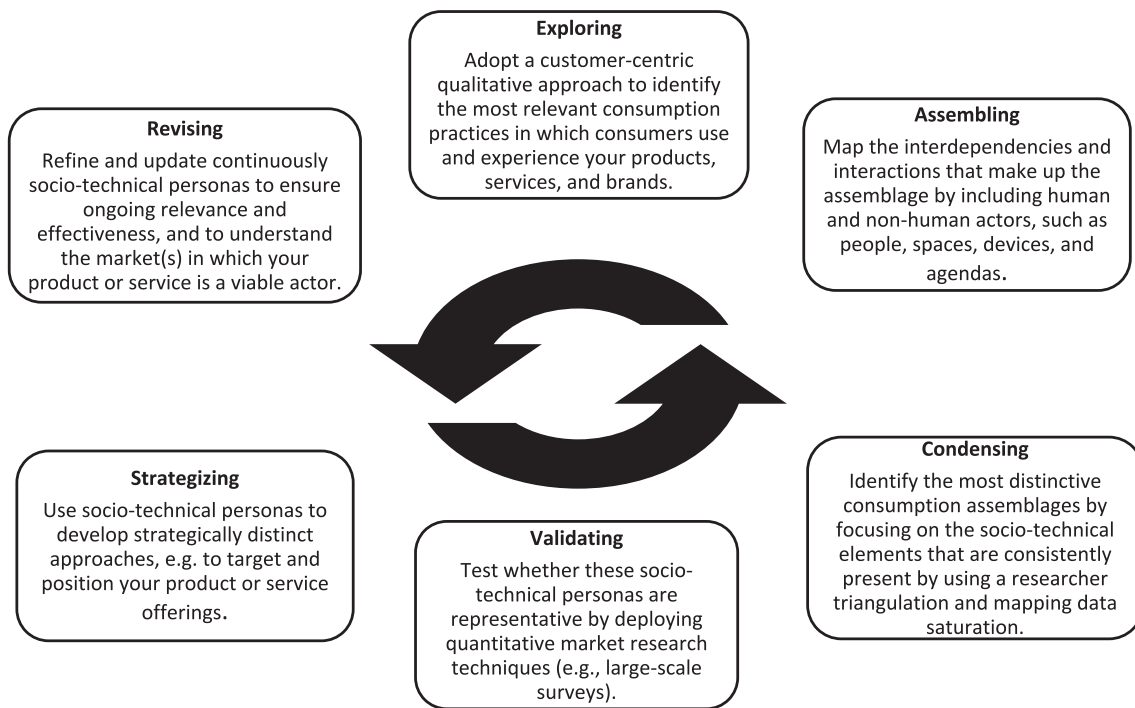 Exploring
Adopt a customer-centric
qualitative approach to identify
the most relevant consumption
practices in which consumers use
and experience your products,
services, and brands.
Assembling
Map the interdependencies and
interactions that make up the
assemblage by including human
and non-human actors, such as
people, spaces, devices, and
agendas.
Condensing
Identify the most distinctive
consumption assemblages by
focusing on the socio-technical
elements that are consistently
present by using a researcher
triangulation and mapping data
saturation.
Validating
Test whether these socio-
technical personas are
representative by deploying
quantitative market research
techniques (e.g., large-scale
surveys).
Strategizing
Use socio-technical personas to
develop strategically distinct
approaches, e.g. to target and
position your product or service
offerings.
Revising
Refine and update continuously
socio-technical personas to ensure
ongoing relevance and
effectiveness, and to understand
the market(s) in which your
product or service is a viable actor.